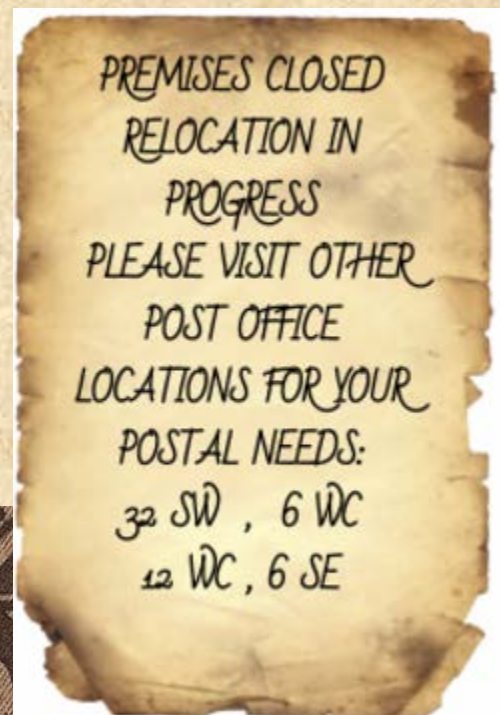 PREMISES CLOSED
RELOCATION IN
PROGRESS
PLEASE VISIT OTHER
POST OFFICE
LOCATIONS FOR YOUR
POSTAL NEEDS:
32 SW , 6 WC
12 WC , 6 SE